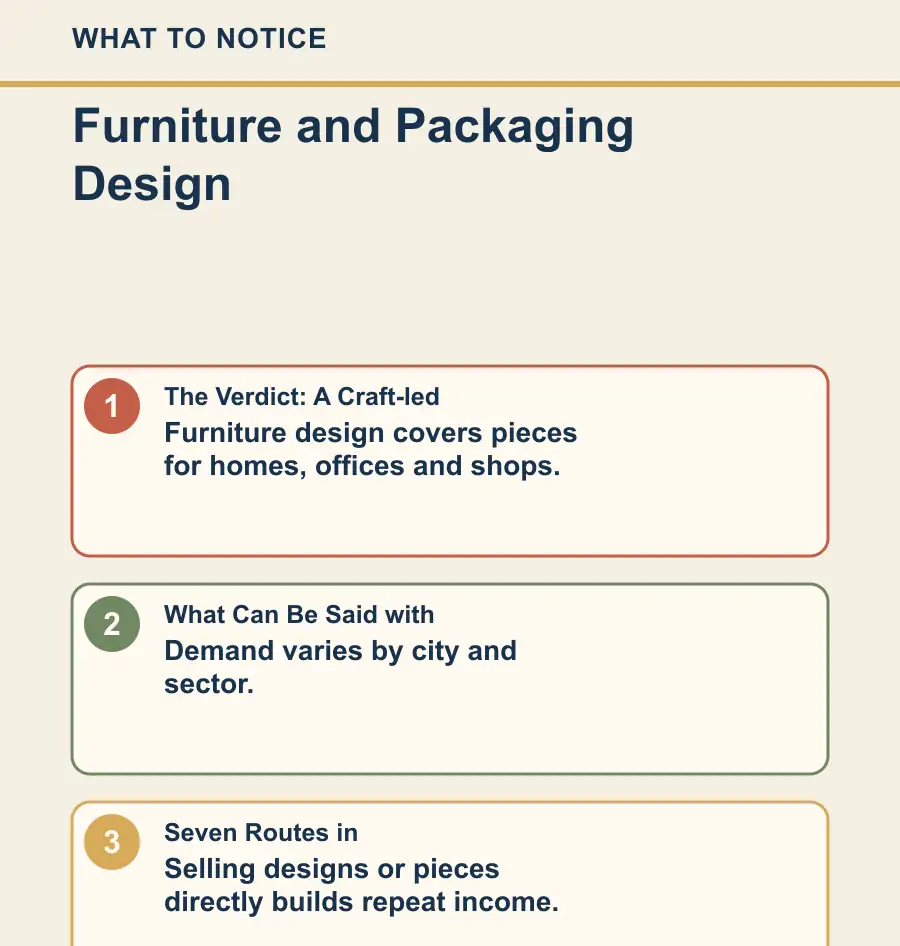 WHAT TO NOTICE
Furniture and Packaging
Design
1
The Verdict: A Craft-led
Furniture design covers pieces
for homes, offices and shops.
2
What Can Be Said with
Demand varies by city and
sector.
3
Seven Routes in
Selling designs or pieces
directly builds repeat income.